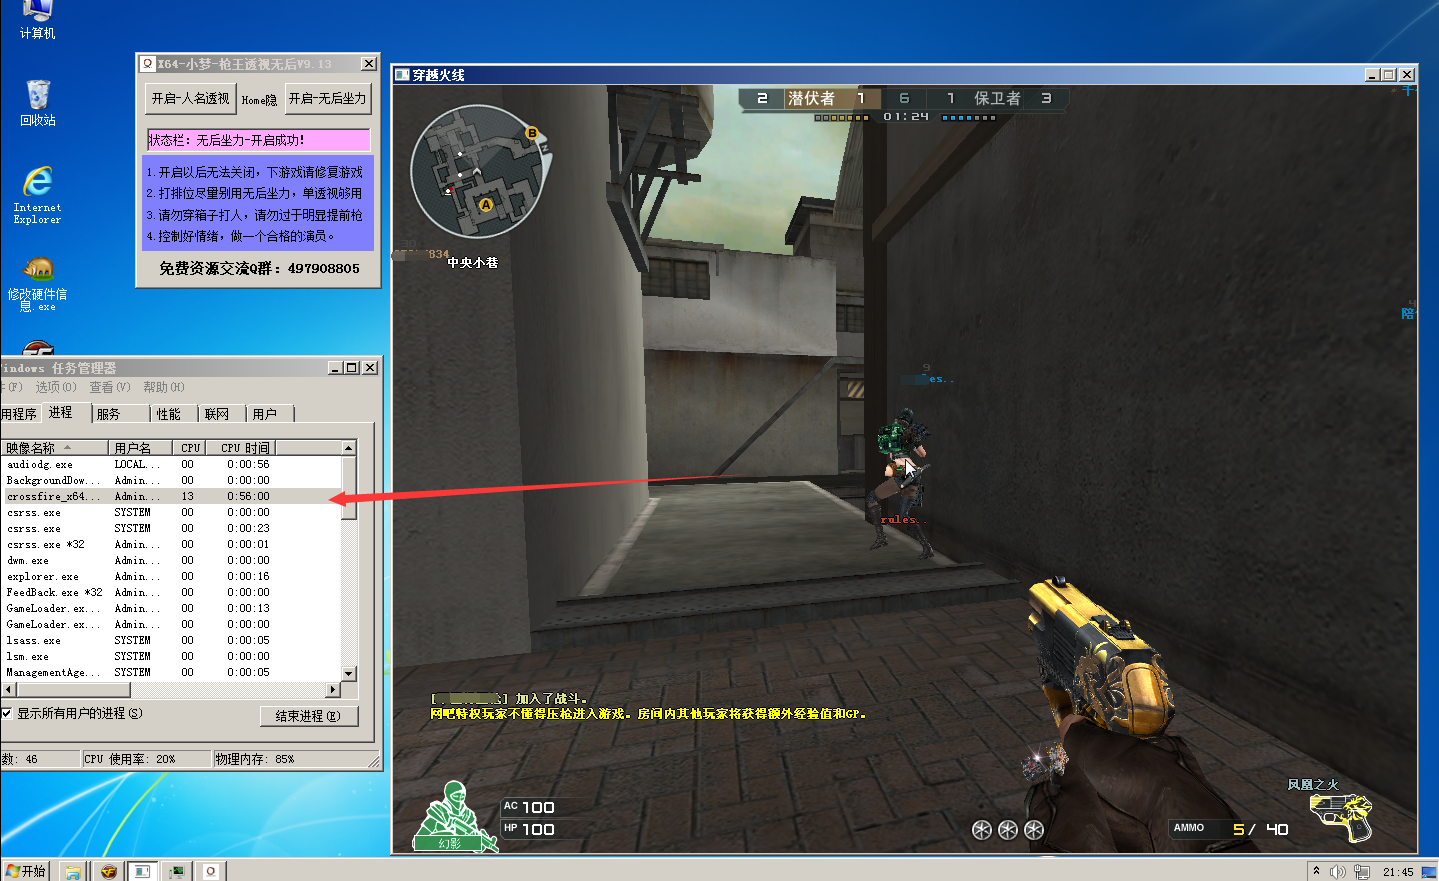 计算机
回收站
Internet
Explorer
修改硬件信
息.exe
X64-小梦-枪王透视无后V9.13
开启-人名透视
Home隐
开启-无后坐力
状态栏: 无后坐力-开启成功!
1.开启以后无法关闭, 下游戏请修复游戏
2.打排位尽量别用无后坐力, 单透视够用
3.请勿穿箱子打人, 请勿过于明显提前枪
4.控制好情绪, 做一个合格的演员。
免费资源交流Q群: 497908805
indows 任务管理器
(F) 选项(O) 查看(V) 帮助(H)
用程序 进程 服务 性能 联网 用户
映像名称 用户名 CPU CPU 时间
audiodg.exe LOCAL... 00 0:00:56
BackgroundDow... Admin... 00 0:00:00
crossfire_x64... Admin... 13 0:56:00
csrss.exe SYSTEM 00 0:00:00
csrss.exe SYSTEM 00 0:00:23
csrss.exe *32 Admin... 00 0:00:01
dwm.exe Admin... 00 0:00:00
explorer.exe Admin... 00 0:00:16
FeedBack.exe *32 Admin... 00 0:00:00
GameLoader.ex... Admin... 00 0:00:13
GameLoader.ex... Admin... 00 0:00:00
lsass.exe SYSTEM 00 0:00:05
lsm.exe SYSTEM 00 0:00:00
ManagementAge... SYSTEM 00 0:00:05
显示所有用户的进程(S)
结束进程(E)
数: 46 CPU 使用率: 20% 物理内存: 85%
穿越火线
2 潜伏者 1 6 1 保卫者 3
01:24
B
N
A
834
中央小巷
千
4
陪
9
es..
rules..
加入了战斗。
网吧特权玩家不懂得压枪进入游戏。房间内其他玩家将获得额外经验值和GP。
AC 100
HP 100
幻影
凤凰之火
AMMO 5/ 40
开始
21:45